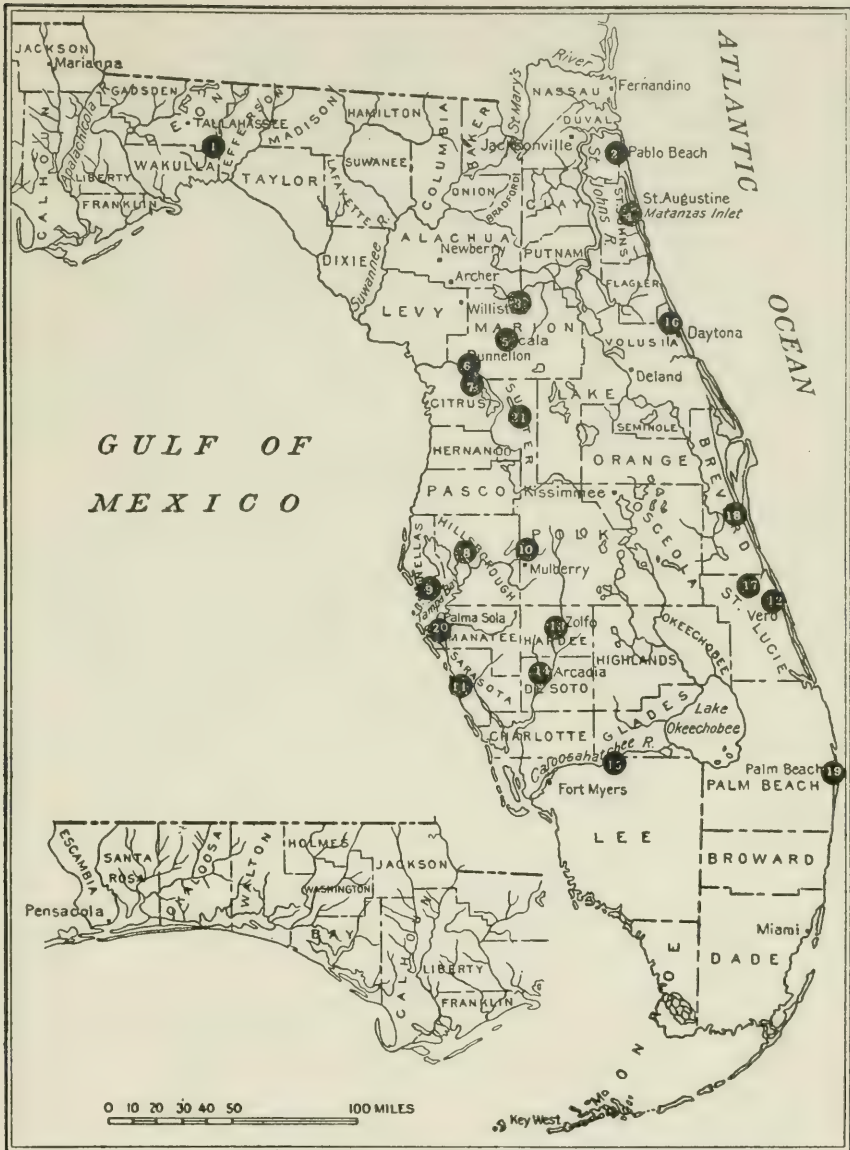 ATLANTIC
OCEAN
GULF OF
MEXICO
JACKSON
Marianna
GADSDEN
LEON
TALLAHASSEE
JEFFERSON
MADISON
HAMILTON
COLUMBIA
BAKER
St Mary's
River
NASSAU
Fernandino
DUVAL
Jacksonville
2
Pablo Beach
CALHOUN
LIBERTY
WAKULLA
1
FRANKLIN
TAYLOR
LAFAYETTE
R.
SUWANEE
UNION
BRADFORD
CLAY
St. Johns R.
ST. JOHNS
St. Augustine
Matanzas Inlet
DIXIE
Suwannee
ALACHUA
Newberry
Archer
PUTNAM
FLAGLER
LEVY
Williston
MARION
5
16
Daytona
VOLUSIA
6
Dunnellon
7
CITRUS
SUMTER
21
LAKE
Deland
SEMINOLE
HERNANDO
ORANGE
BREVARD
PASCO
Kissimmee
OSCEOLA
18
PINELLAS
HILLSBOROUGH
8
10
POLK
Mulberry
9
Tampa Bay
17
12
Vero
ST. LUCIE
20
Palma Sola
MANATEE
13
Zolfo
HARDEE
HIGHLANDS
OKEECHOBEE
11
SARASOTA
14
Arcadia
DE SOTO
CHARLOTTE
GLADES
Lake
Okeechobee
Caloosahatchee R.
15
Fort Myers
Palm Beach
19
PALM BEACH
LEE
BROWARD
Miami
DADE
MONROE
Key West
ESCAMBIA
SANTA
ROSA
OKALOOSA
WALTON
HOLMES
WASHINGTON
JACKSON
Pensacola
BAY
CALHOUN
LIBERTY
FRANKLIN
0 10 20 30 40 50 100 MILES